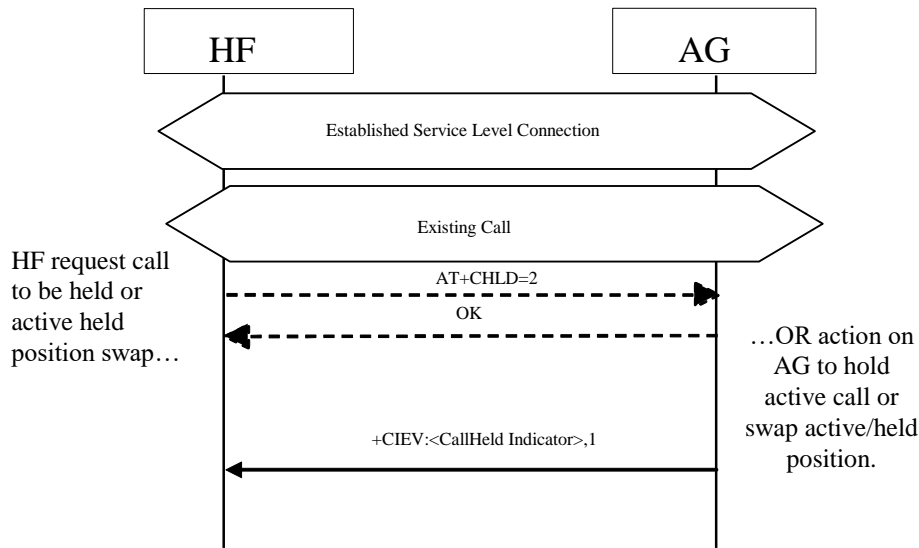 HF
AG
Established Service Level Connection
Existing Call
HF request call
to be held or
active held
position swap…
AT+CHLD=2
OK
…OR action on
AG to hold
active call or
swap active/held
position.
+CIEV:<CallHeld Indicator>,1